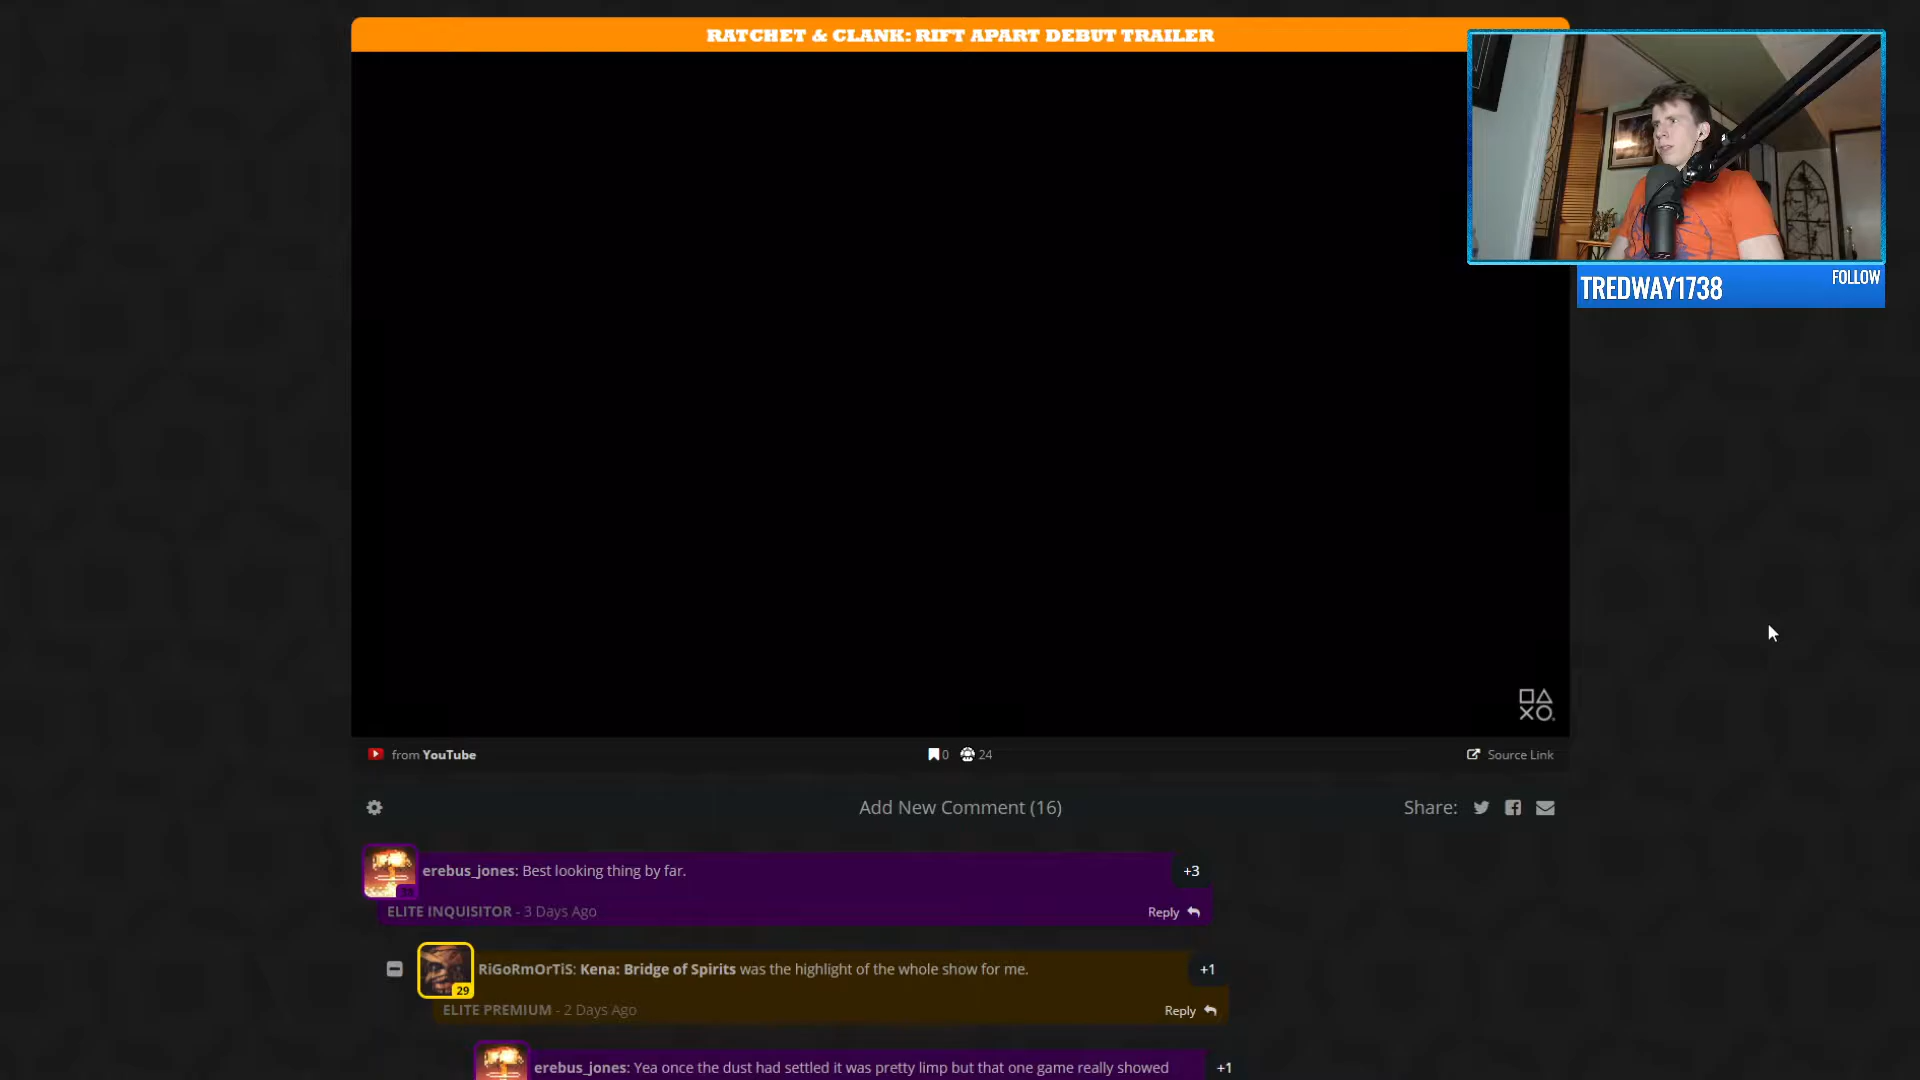 RATCHET & CLANK: RIFT APART DEBUT TRAILER
TREDWAY1738
FOLLOW
from YouTube
0
24
Source Link
Add New Comment (16)
Share:
erebus_jones: Best looking thing by far.
+3
ELITE INQUISITOR - 3 Days Ago
Reply
RiGoRmOrTiS: Kena: Bridge of Spirits was the highlight of the whole show for me.
+1
29
ELITE PREMIUM - 2 Days Ago
Reply
erebus_jones: Yea once the dust had settled it was pretty limp but that one game really showed
+1